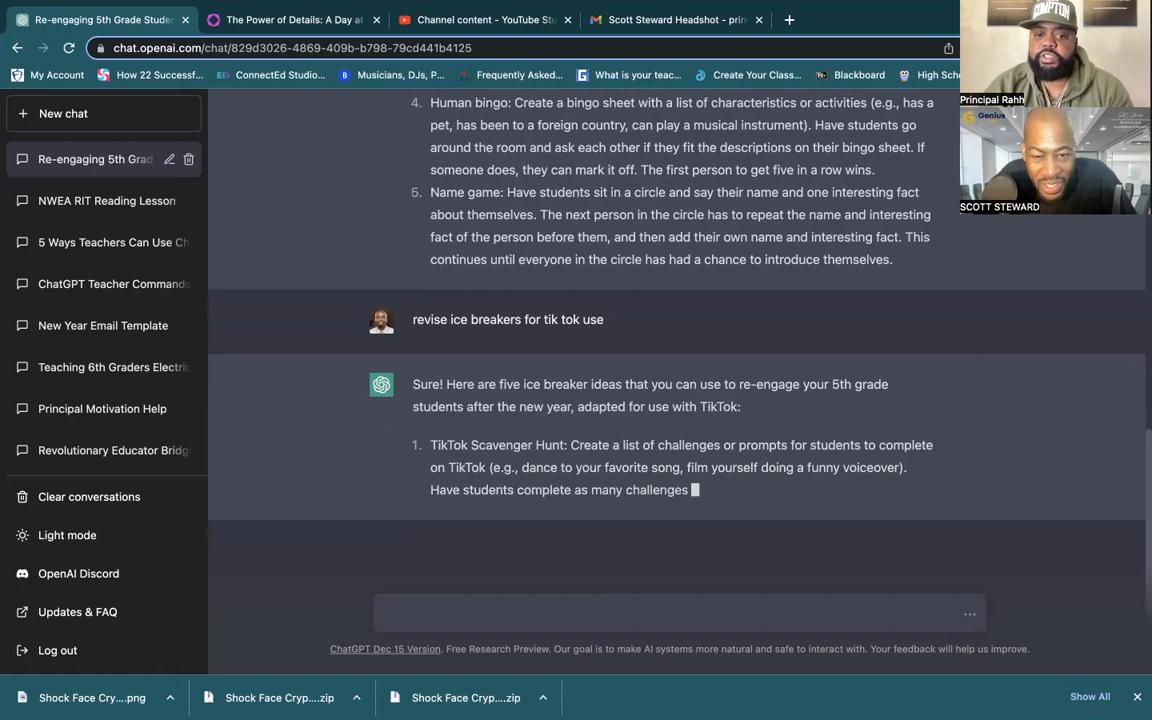 Re-engaging 5th Grade Studen
The Power of Details: A Day at
Channel content - YouTube Stu
Scott Steward Headshot - prin
chat.openai.com/chat/829d3026-4869-409b-b798-79cd441b4125
My Account
How 22 Successf...
ConnectEd Studio...
Musicians, DJs, P...
Frequently Asked...
What is your teac...
Create Your Class...
Blackboard
High Scho
COMPTON
Principal Rahh
Genius
SCOTT STEWARD
New chat
Re-engaging 5th Grad
NWEA RIT Reading Lesson
5 Ways Teachers Can Use Ch
ChatGPT Teacher Commands
New Year Email Template
Teaching 6th Graders Electric
Principal Motivation Help
Revolutionary Educator Bridg
Clear conversations
Light mode
OpenAI Discord
Updates & FAQ
Log out
4. Human bingo: Create a bingo sheet with a list of characteristics or activities (e.g., has a
pet, has been to a foreign country, can play a musical instrument). Have students go
around the room and ask each other if they fit the descriptions on their bingo sheet. If
someone does, they can mark it off. The first person to get five in a row wins.
5. Name game: Have students sit in a circle and say their name and one interesting fact
about themselves. The next person in the circle has to repeat the name and interesting
fact of the person before them, and then add their own name and interesting fact. This
continues until everyone in the circle has had a chance to introduce themselves.
revise ice breakers for tik tok use
Sure! Here are five ice breaker ideas that you can use to re-engage your 5th grade
students after the new year, adapted for use with TikTok:
1. TikTok Scavenger Hunt: Create a list of challenges or prompts for students to complete
on TikTok (e.g., dance to your favorite song, film yourself doing a funny voiceover).
Have students complete as many challenges
ChatGPT Dec 15 Version. Free Research Preview. Our goal is to make AI systems more natural and safe to interact with. Your feedback will help us improve.
Shock Face Cryp....png
Shock Face Cryp....zip
Shock Face Cryp....zip
Show All